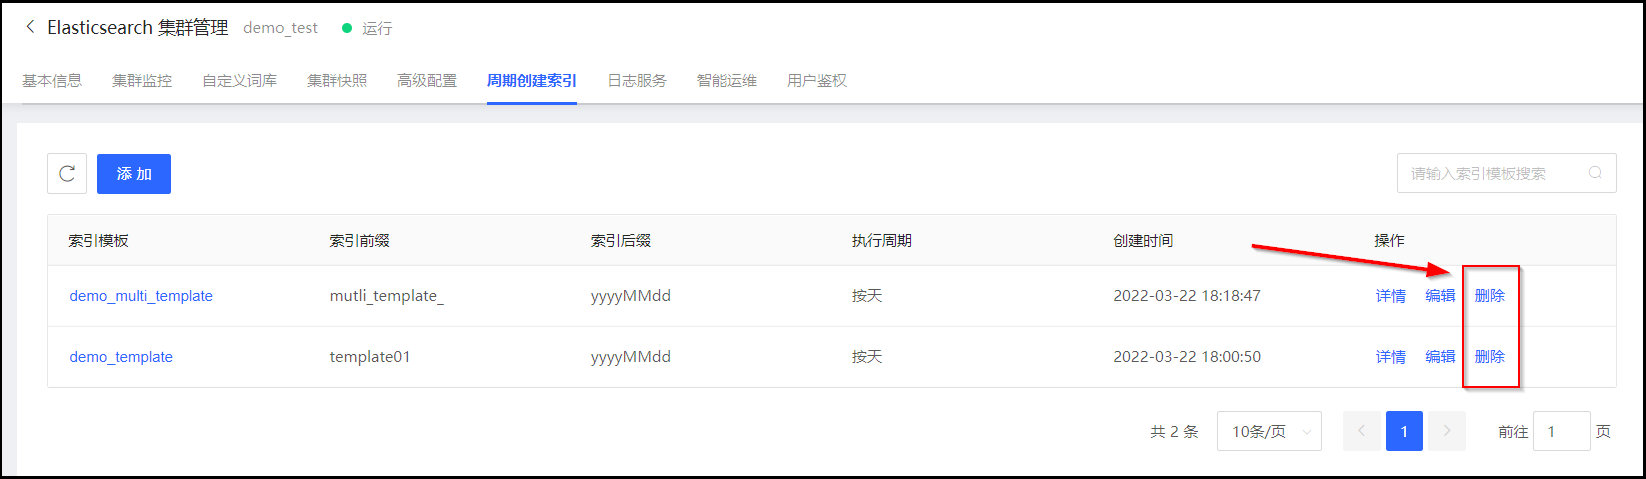 Elasticsearch 集群管理 demo_test 运行
基本信息 集群监控 自定义词库 集群快照 高级配置 周期创建索引 日志服务 智能运维 用户鉴权
添 加 请输入索引模板搜索
索引模板 索引前缀 索引后缀 执行周期 创建时间 操作
demo_multi_template mutli_template_ yyyyMMdd 按天 2022-03-22 18:18:47 详情 编辑 删除
demo_template template01 yyyyMMdd 按天 2022-03-22 18:00:50 详情 编辑 删除
共 2 条 10条/页 1 前往 1 页